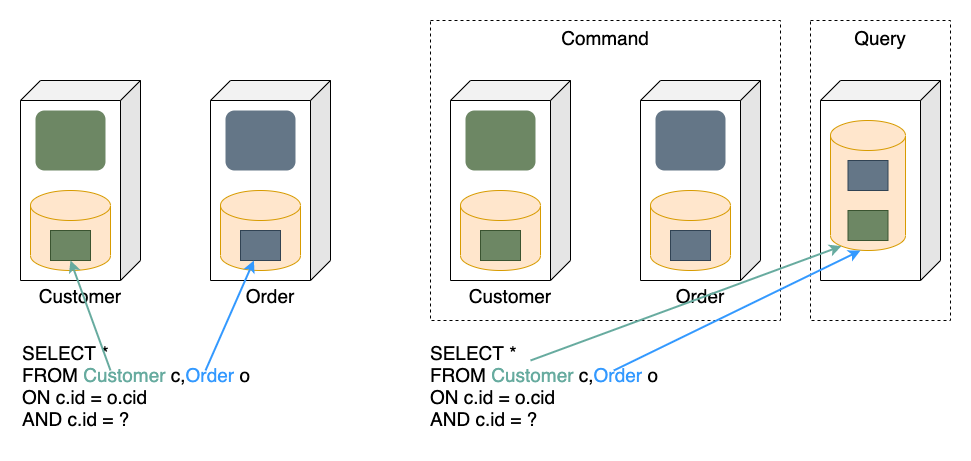 Command
Query
Customer
Order
Customer
Order
SELECT *
FROM Customer c,Order o
ON c.id = o.cid
AND c.id = ?
SELECT *
FROM Customer c,Order o
ON c.id = o.cid
AND c.id = ?